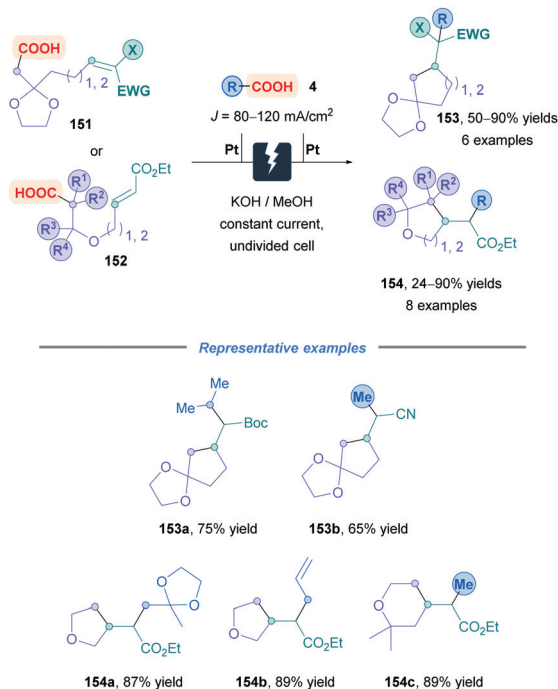 COOH
X
1, 2
EWG
O
O
151
or
CO₂Et
HOOC
R¹
R²
R³
R⁴
O
1, 2
152
R—COOH 4
J = 80–120 mA/cm²
Pt
Pt
KOH / MeOH
constant current,
undivided cell
X
R
EWG
1, 2
O
O
153, 50–90% yields
6 examples
R¹
R⁴
R²
R³
R
O
1, 2
CO₂Et
154, 24–90% yields
8 examples
Representative examples
Me
Me
Boc
O
O
153a, 75% yield
Me
CN
O
O
153b, 65% yield
O
O
Me
O
CO₂Et
154a, 87% yield
O
CO₂Et
154b, 89% yield
Me
O
Me
Me
CO₂Et
154c, 89% yield